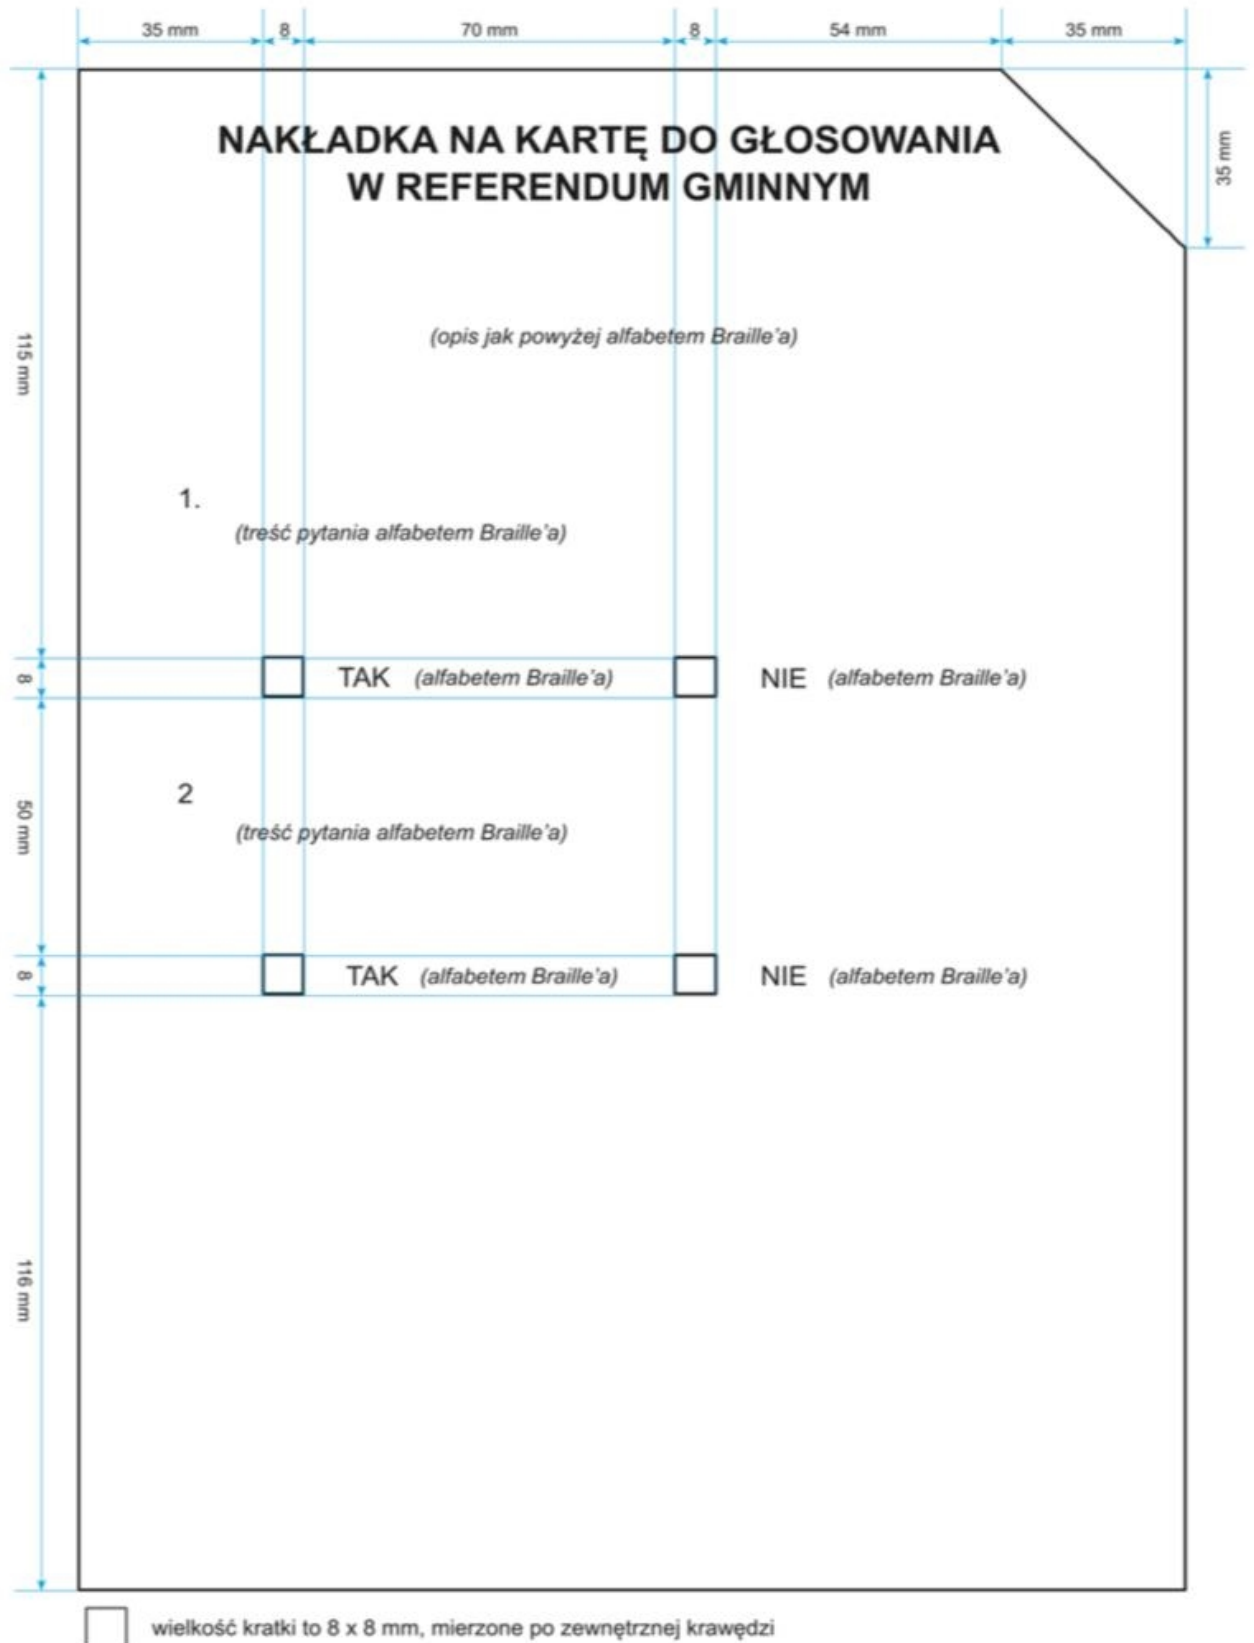 35 mm 8 70 mm 8 54 mm 35 mm
35 mm
NAKŁADKA NA KARTĘ DO GŁOSOWANIA
W REFERENDUM GMINNYM
(opis jak powyżej alfabetem Braille'a)
115 mm
1.
(treść pytania alfabetem Braille'a)
8
TAK (alfabetem Braille'a) NIE (alfabetem Braille'a)
2
50 mm
(treść pytania alfabetem Braille'a)
8
TAK (alfabetem Braille'a) NIE (alfabetem Braille'a)
116 mm
wielkość kratki to 8 x 8 mm, mierzone po zewnętrznej krawędzi